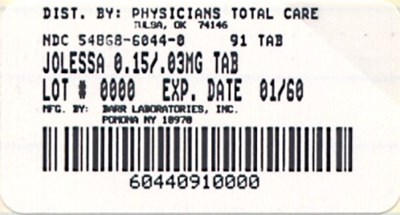 DIST. BY: PHYSICIANS TOTAL CARE
TULSA, OK 74146
NDC 54868-6044-0 91 TAB
JOLESSA 0.15/.03MG TAB
LOT # 0000 EXP. DATE 01/60
MFG. BY: BARR LABORATORIES, INC.
POMONA NY 10970
60440910000